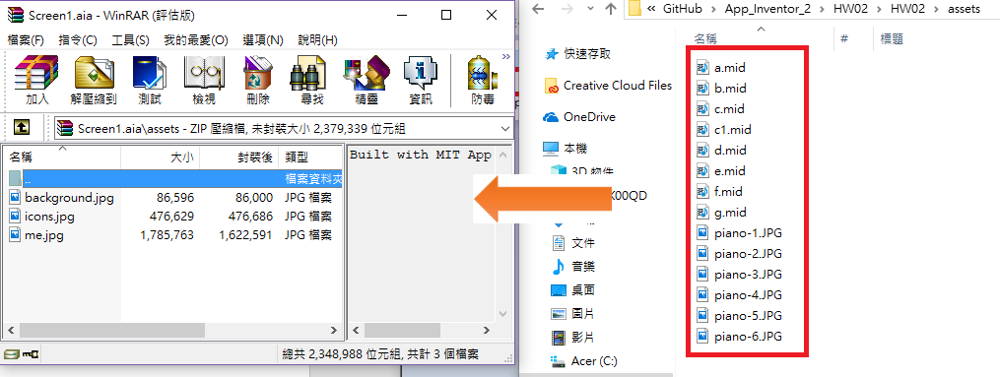 Screen1.aia - WinRAR (評估版)
檔案(F) 指令(C) 工具(S) 我的最愛(O) 選項(N) 說明(H)
加入 解壓縮到 測試 檢視 刪除 尋找 精靈 資訊 防毒
Screen1.aia\assets - ZIP 壓縮檔, 未封裝大小 2,379,339 位元組
名稱 大小 封裝後 類型
.. 檔案資料夾
background.jpg 86,596 86,000 JPG 檔案
icons.jpg 476,629 476,686 JPG 檔案
me.jpg 1,785,763 1,622,591 JPG 檔案
Built with MIT App
總共 2,348,988 位元組, 共計 3 個檔案
« GitHub › App_Inventor_2 › HW02 › HW02 › assets
快速存取
Creative Cloud Files
OneDrive
本機
3D 物件
X00QD
文件
音樂
桌面
圖片
影片
Acer (C:)
名稱 # 標題
a.mid
b.mid
c.mid
c1.mid
d.mid
e.mid
f.mid
g.mid
piano-1.JPG
piano-2.JPG
piano-3.JPG
piano-4.JPG
piano-5.JPG
piano-6.JPG